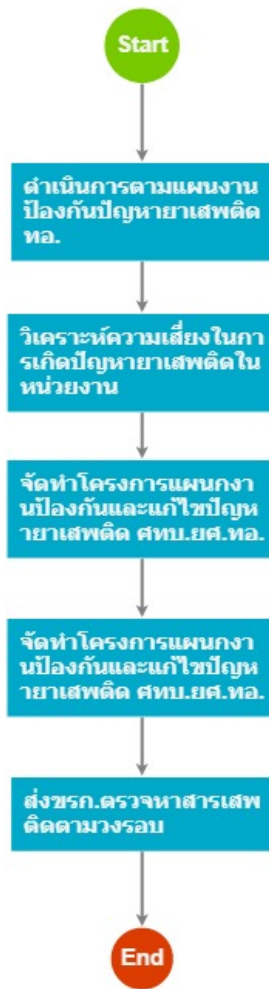 Start
ดำเนินการตามแผนงาน
ป้องกันปัญหายาเสพติด
ทอ.
วิเคราะห์ความเสี่ยงในกา
รเกิดปัญหายาเสพติดใน
หน่วยงาน
จัดทำโครงการแผนกงา
นป้องกันและแก้ไขปัญห
ายาเสพติด ศทบ.ยศ.ทอ.
จัดทำโครงการแผนกงา
นป้องกันและแก้ไขปัญห
ายาเสพติด ศทบ.ยศ.ทอ.
ส่งขรก.ตรวจหาสารเสพ
ติดตามวงรอบ
End